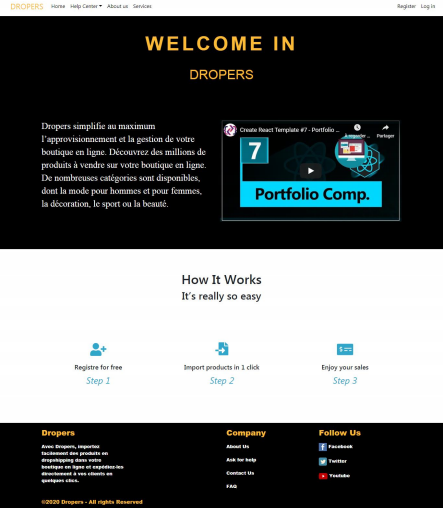 DROPERS Home Help Center About us Services Register Log in
WELCOME IN
DROPERS
Dropers simplifie au maximum
l'approvisionnement et la gestion de votre
boutique en ligne. Découvrez des millions de
produits à vendre sur votre boutique en ligne.
De nombreuses catégories sont disponibles,
dont la mode pour hommes et pour femmes,
la décoration, le sport ou la beauté.
Create React Template #7 - Portfolio ...
À regarder ... Partager
7
Portfolio Comp.
How It Works
It's really so easy
Registre for free
Step 1
Import products in 1 click
Step 2
Enjoy your sales
Step 3
Dropers
Avec Dropers, importez
facilement des produits en
dropshipping dans votre
boutique en ligne et expédiez-les
directement à vos clients en
quelques clics.
©2020 Dropers - All rights Reserved
Company
About Us
Ask for help
Contact Us
FAQ
Follow Us
Facebook
Twitter
Youtube